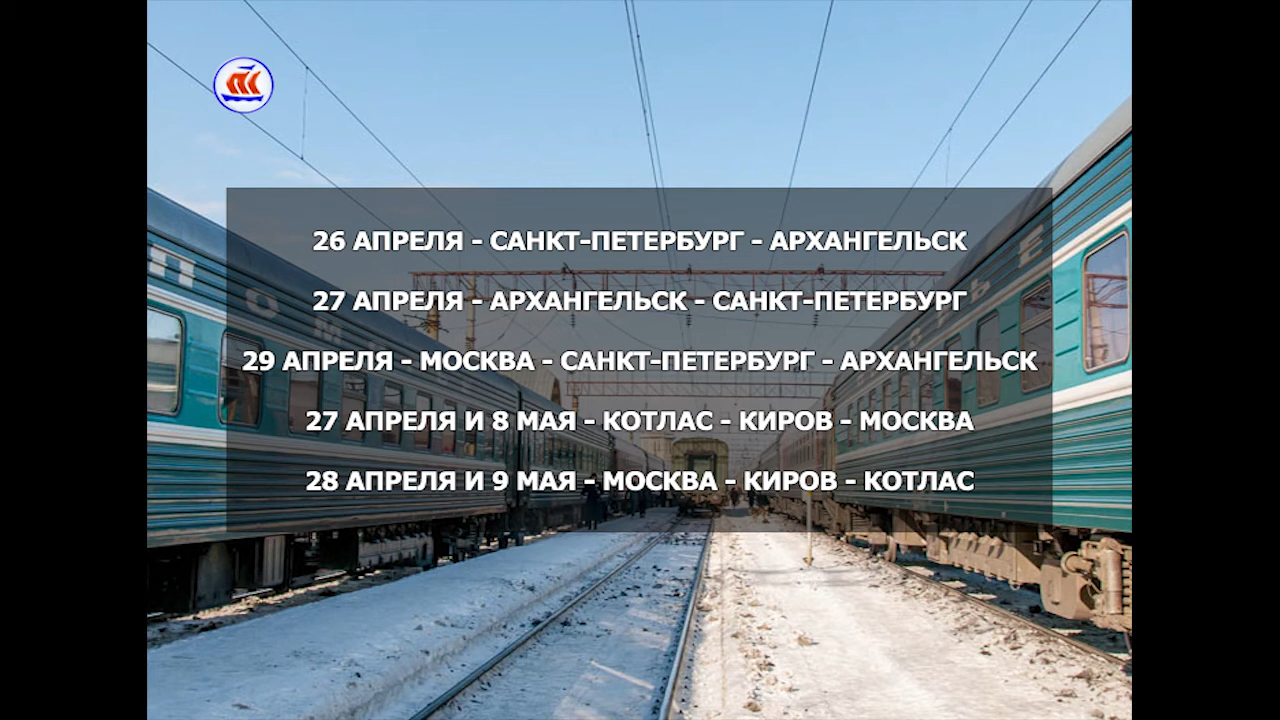 26 АПРЕЛЯ - САНКТ-ПЕТЕРБУРГ - АРХАНГЕЛЬСК
27 АПРЕЛЯ - АРХАНГЕЛЬСК - САНКТ-ПЕТЕРБУРГ
29 АПРЕЛЯ - МОСКВА - САНКТ-ПЕТЕРБУРГ - АРХАНГЕЛЬСК
27 АПРЕЛЯ И 8 МАЯ - КОТЛАС - КИРОВ - МОСКВА
28 АПРЕЛЯ И 9 МАЯ - МОСКВА - КИРОВ - КОТЛАС